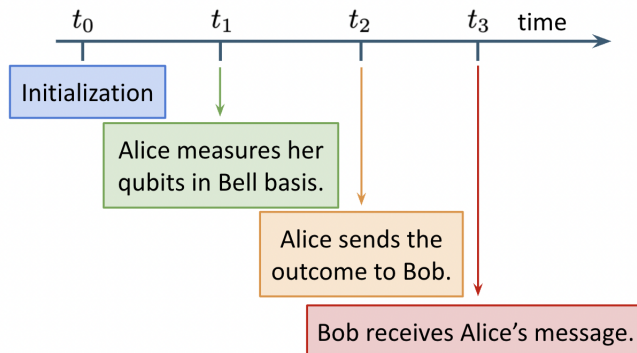 t₀ t₁ t₂ t₃ time
Initialization
Alice measures her
qubits in Bell basis.
Alice sends the
outcome to Bob.
Bob receives Alice’s message.